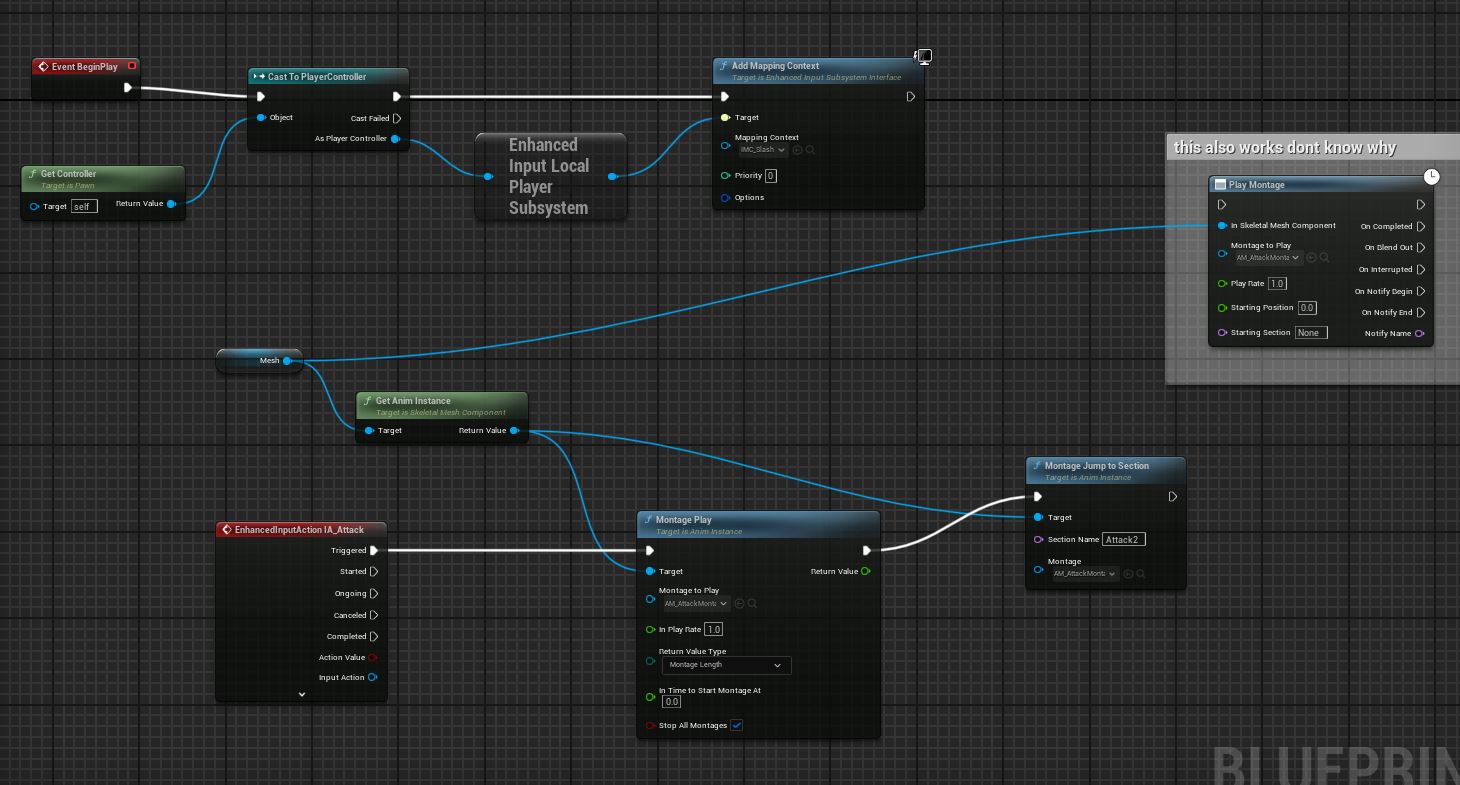 Event BeginPlay
Cast To PlayerController
Object
Cast Failed
As Player Controller
Get Controller
Target is Pawn
Target self
Return Value
Enhanced
Input Local
Player
Subsystem
Add Mapping Context
Target is Enhanced Input Subsystem Interface
Target
Mapping Context
IMC_Slash
Priority 0
Options
this also works dont know why
Play Montage
In Skeletal Mesh Component
On Completed
Montage to Play
AM_AttackMonta
On Blend Out
On Interrupted
Play Rate 1.0
On Notify Begin
Starting Position 0.0
On Notify End
Starting Section None
Notify Name
Mesh
Get Anim Instance
Target is Skeletal Mesh Component
Target
Return Value
EnhancedInputAction IA_Attack
Triggered
Started
Ongoing
Canceled
Completed
Action Value
Input Action
Montage Play
Target is Anim Instance
Target
Return Value
Montage to Play
AM_AttackMonta
In Play Rate 1.0
Return Value Type
Montage Length
In Time to Start Montage At
0.0
Stop All Montages
Montage Jump to Section
Target is Anim Instance
Target
Section Name Attack2
Montage
AM_AttackMonta
BLUEPRIN